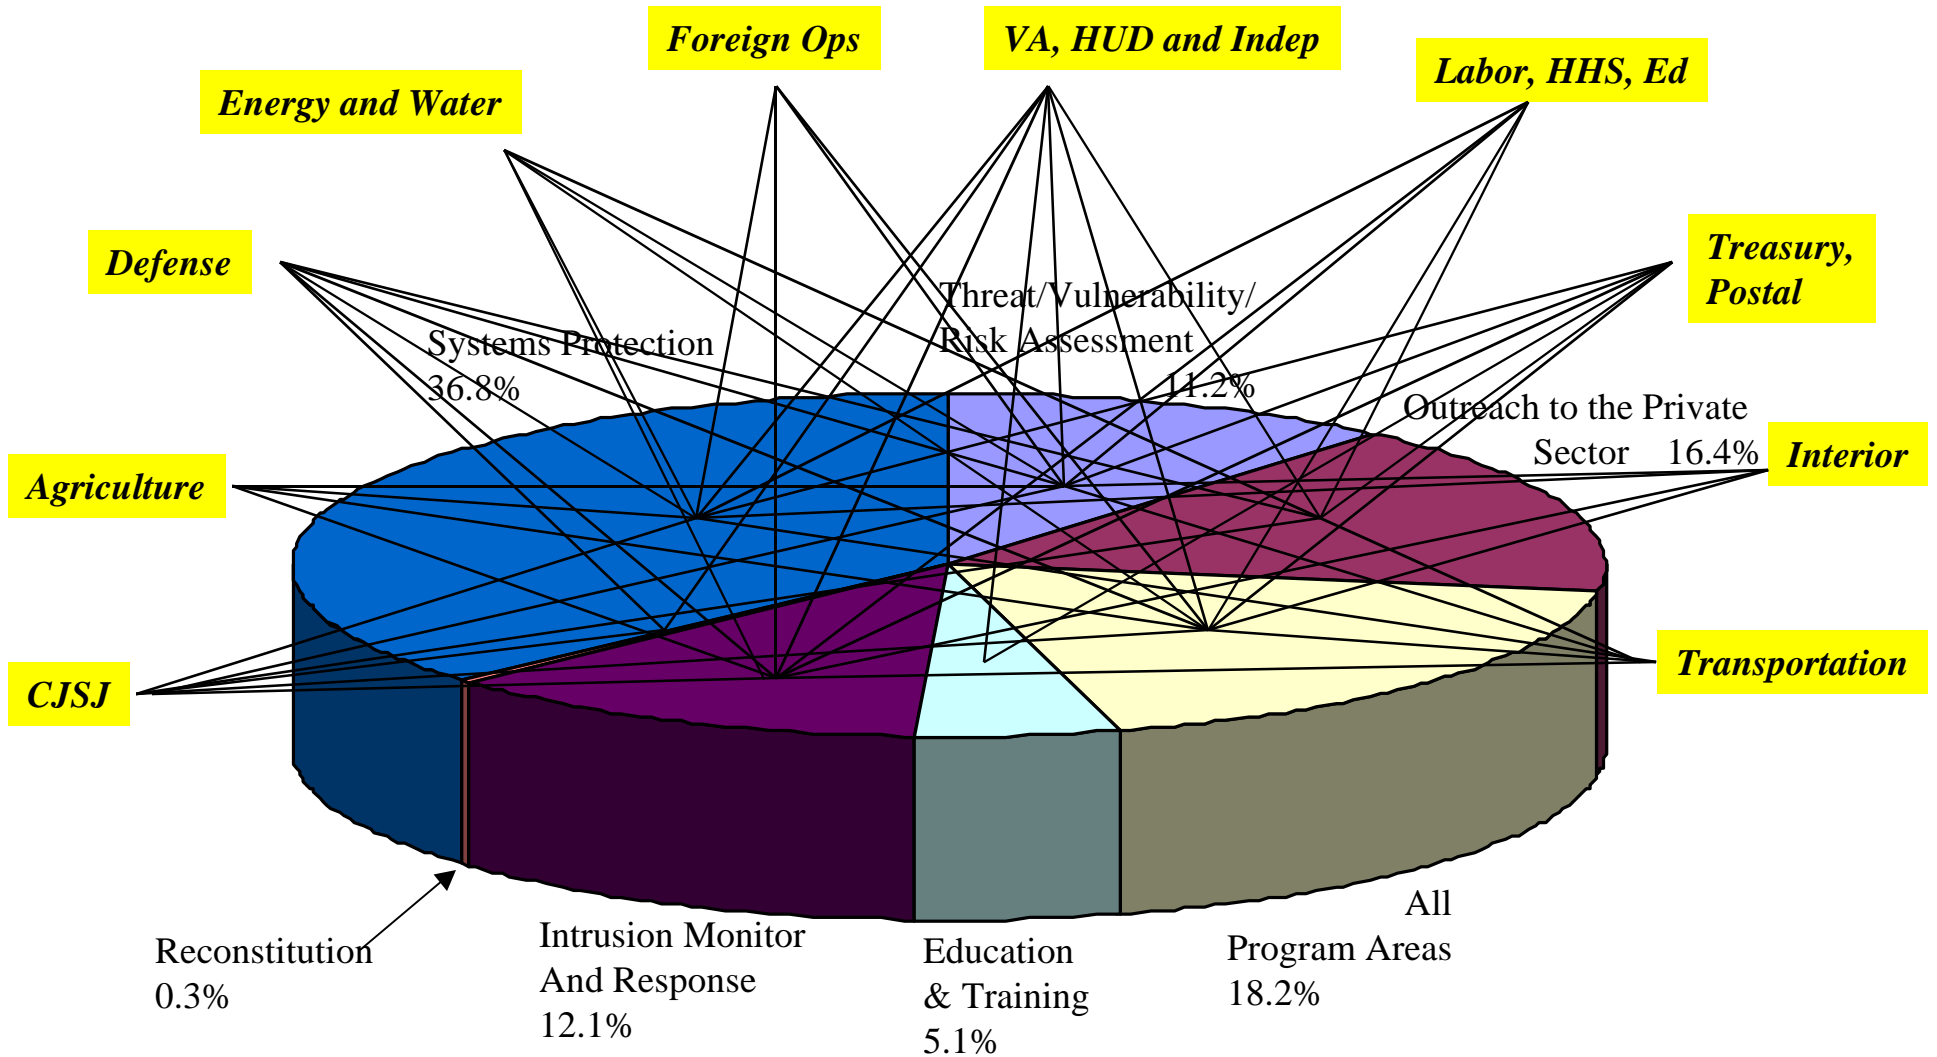 Foreign Ops
VA, HUD and Indep
Labor, HHS, Ed
Energy and Water
Defense
Treasury,
Postal
Threat/Vulnerability/
Risk Assessment
11.2%
Systems Protection
36.8%
Outreach to the Private
Sector 16.4%
Interior
Agriculture
CJSJ
Transportation
Reconstitution
0.3%
Intrusion Monitor
And Response
12.1%
Education
& Training
5.1%
All
Program Areas
18.2%